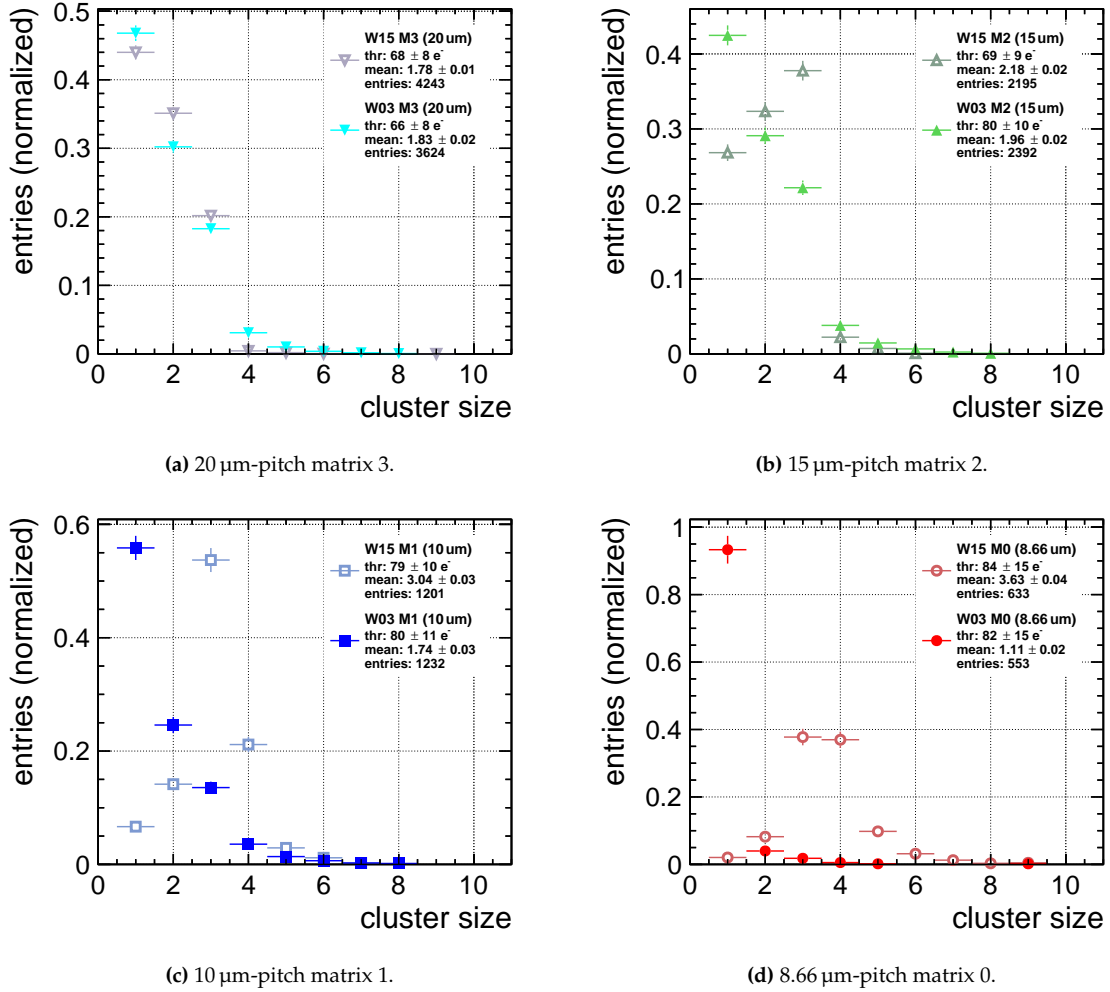 entries (normalized)
0.5
0.4
0.3
0.2
0.1
0
W15 M3 (20 um)
thr: 68 ± 8 e-
mean: 1.78 ± 0.01
entries: 4243
W03 M3 (20 um)
thr: 66 ± 8 e-
mean: 1.83 ± 0.02
entries: 3624
0 2 4 6 8 10
cluster size
(a) 20 µm-pitch matrix 3.
entries (normalized)
0.4
0.3
0.2
0.1
0
W15 M2 (15 um)
thr: 69 ± 9 e-
mean: 2.18 ± 0.02
entries: 2195
W03 M2 (15 um)
thr: 80 ± 10 e-
mean: 1.96 ± 0.02
entries: 2392
0 2 4 6 8 10
cluster size
(b) 15 µm-pitch matrix 2.
entries (normalized)
0.6
0.4
0.2
0
W15 M1 (10 um)
thr: 79 ± 10 e-
mean: 3.04 ± 0.03
entries: 1201
W03 M1 (10 um)
thr: 80 ± 11 e-
mean: 1.74 ± 0.03
entries: 1232
0 2 4 6 8 10
cluster size
(c) 10 µm-pitch matrix 1.
entries (normalized)
1
0.8
0.6
0.4
0.2
0
W15 M0 (8.66 um)
thr: 84 ± 15 e-
mean: 3.63 ± 0.04
entries: 633
W03 M0 (8.66 um)
thr: 82 ± 15 e-
mean: 1.11 ± 0.02
entries: 553
0 2 4 6 8 10
cluster size
(d) 8.66 µm-pitch matrix 0.